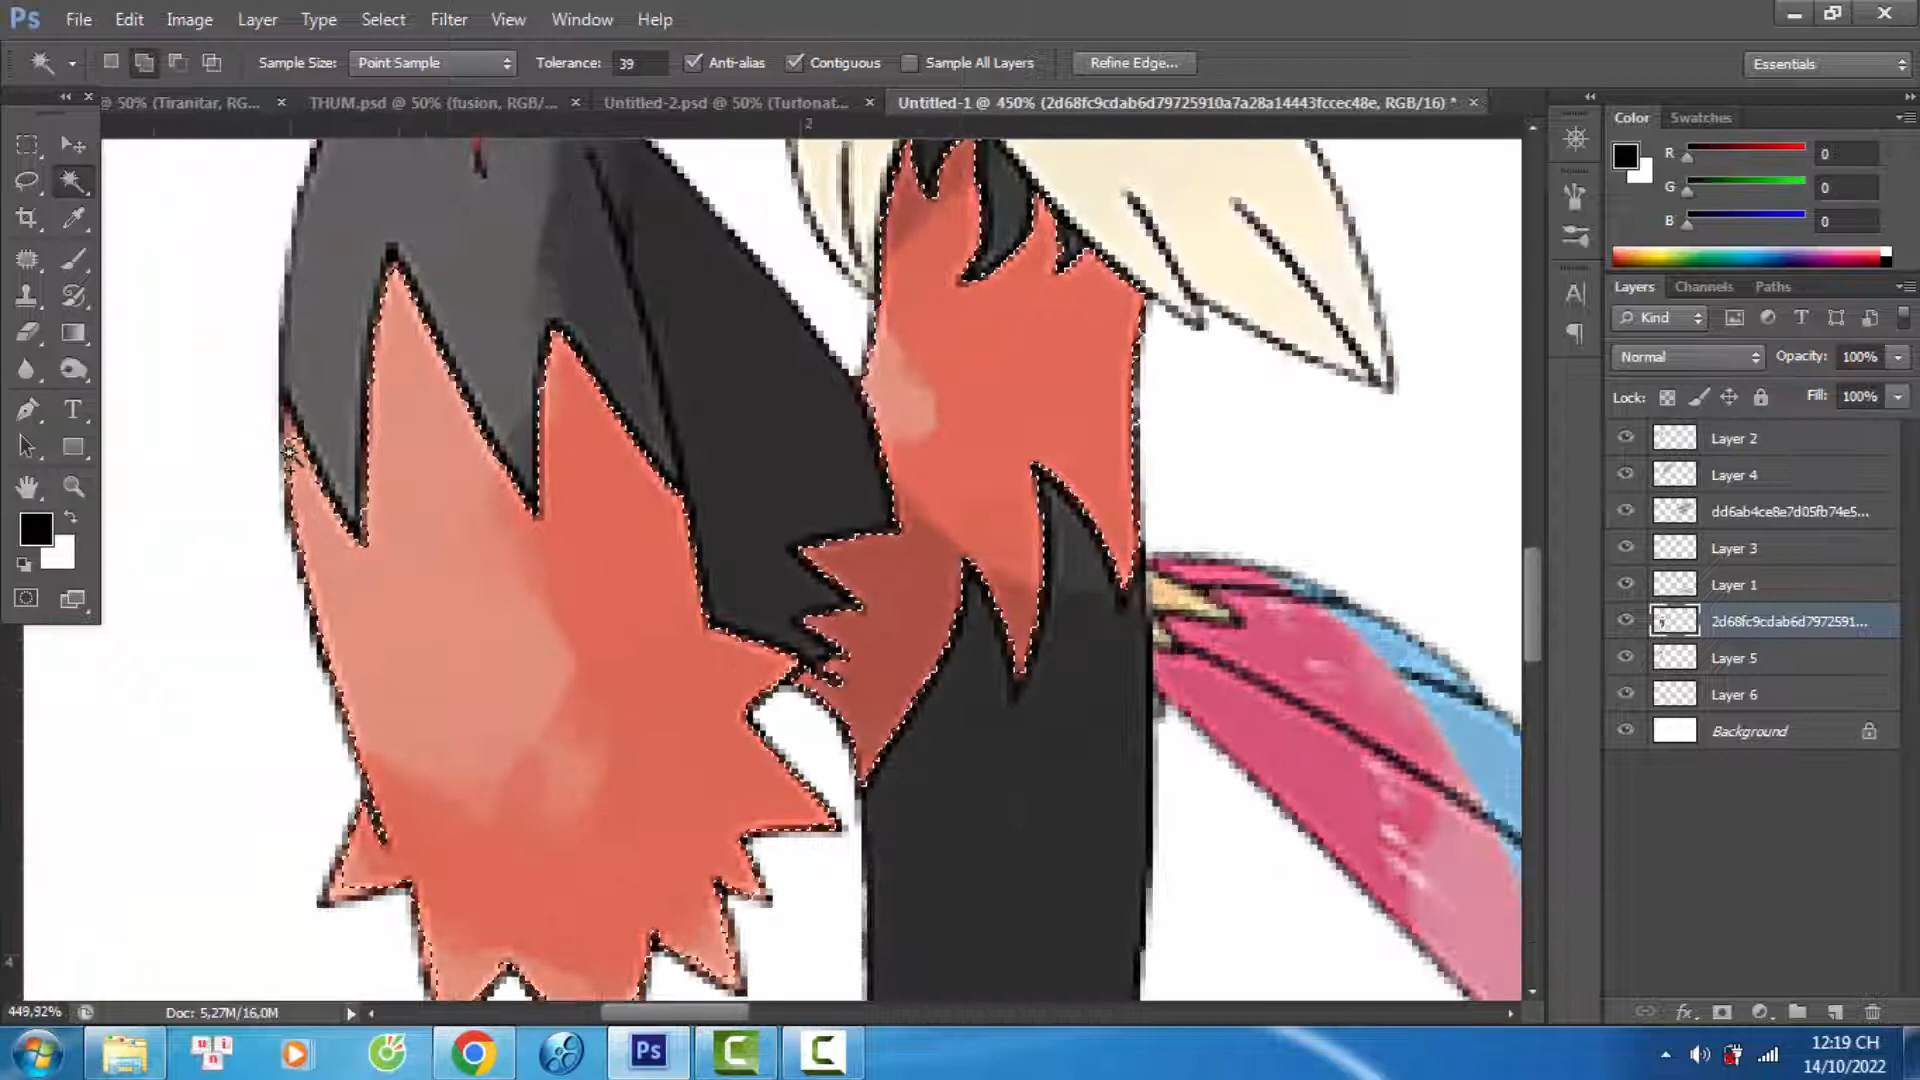 Ps File Edit Image Layer Type Select Filter View Window Help
Sample Size: Point Sample Tolerance: 39 Anti-alias Contiguous Sample All Layers Refine Edge... Essentials
@ 50% (Tiranitar, RG... × THUM.psd @ 50% (fusion, RGB/... × Untitled-2.psd @ 50% (Turtonat... × Untitled-1 @ 450% (2d68fc9cdab6d79725910a7a28a14443fccec48e, RGB/16) * ×
2
4
Color Swatches
R 0
G 0
B 0
Layers Channels Paths
Kind
Normal Opacity: 100%
Lock: Fill: 100%
Layer 2
Layer 4
dd6ab4ce8e7d05fb74e5...
Layer 3
Layer 1
2d68fc9cdab6d7972591...
Layer 5
Layer 6
Background
449,92% Doc: 5,27M/16,0M
fx
u n i
Ps
C
C
12:19 CH
14/10/2022